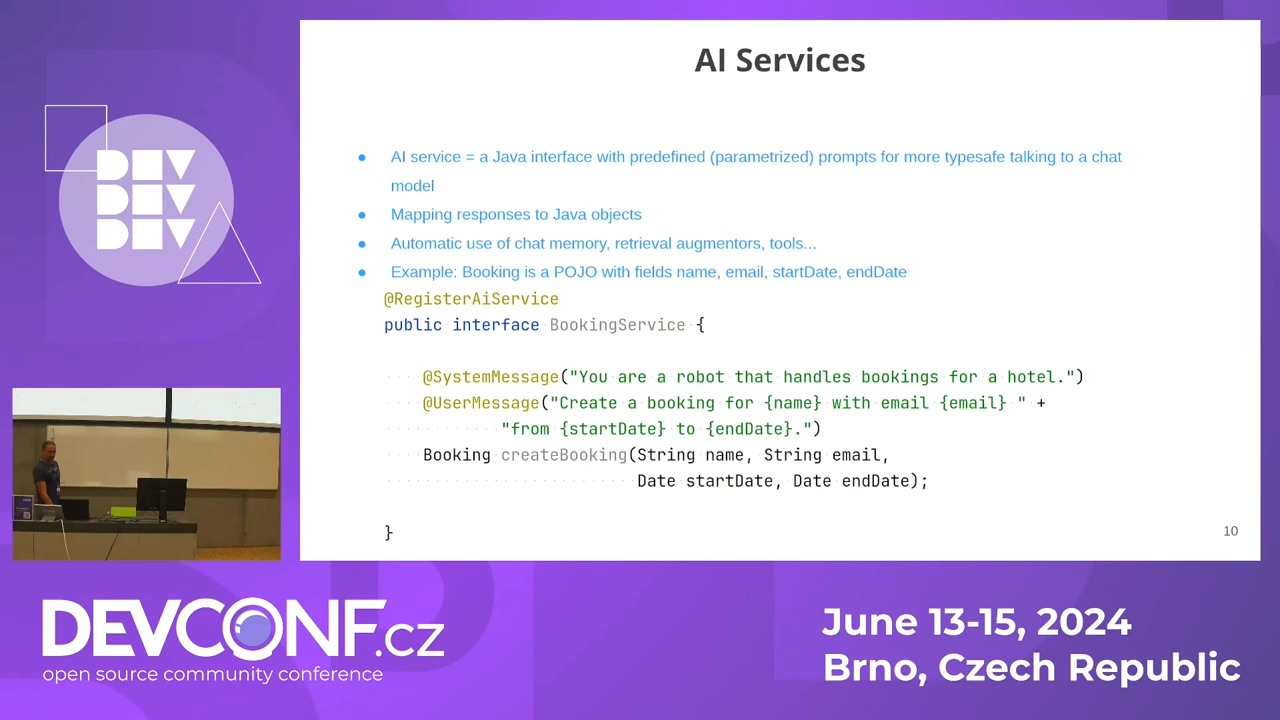 AI Services
AI service = a Java interface with predefined (parametrized) prompts for more typesafe talking to a chat
model
Mapping responses to Java objects
Automatic use of chat memory, retrieval augmentors, tools...
Example: Booking is a POJO with fields name, email, startDate, endDate
@RegisterAiService
public interface BookingService {
@SystemMessage("You are a robot that handles bookings for a hotel.")
@UserMessage("Create a booking for {name} with email {email} " +
"from {startDate} to {endDate}.")
Booking createBooking(String name, String email,
Date startDate, Date endDate);
}
10
DEV
DEV
DEV
DEVCONF.cz
open source community conference
June 13-15, 2024
Brno, Czech Republic